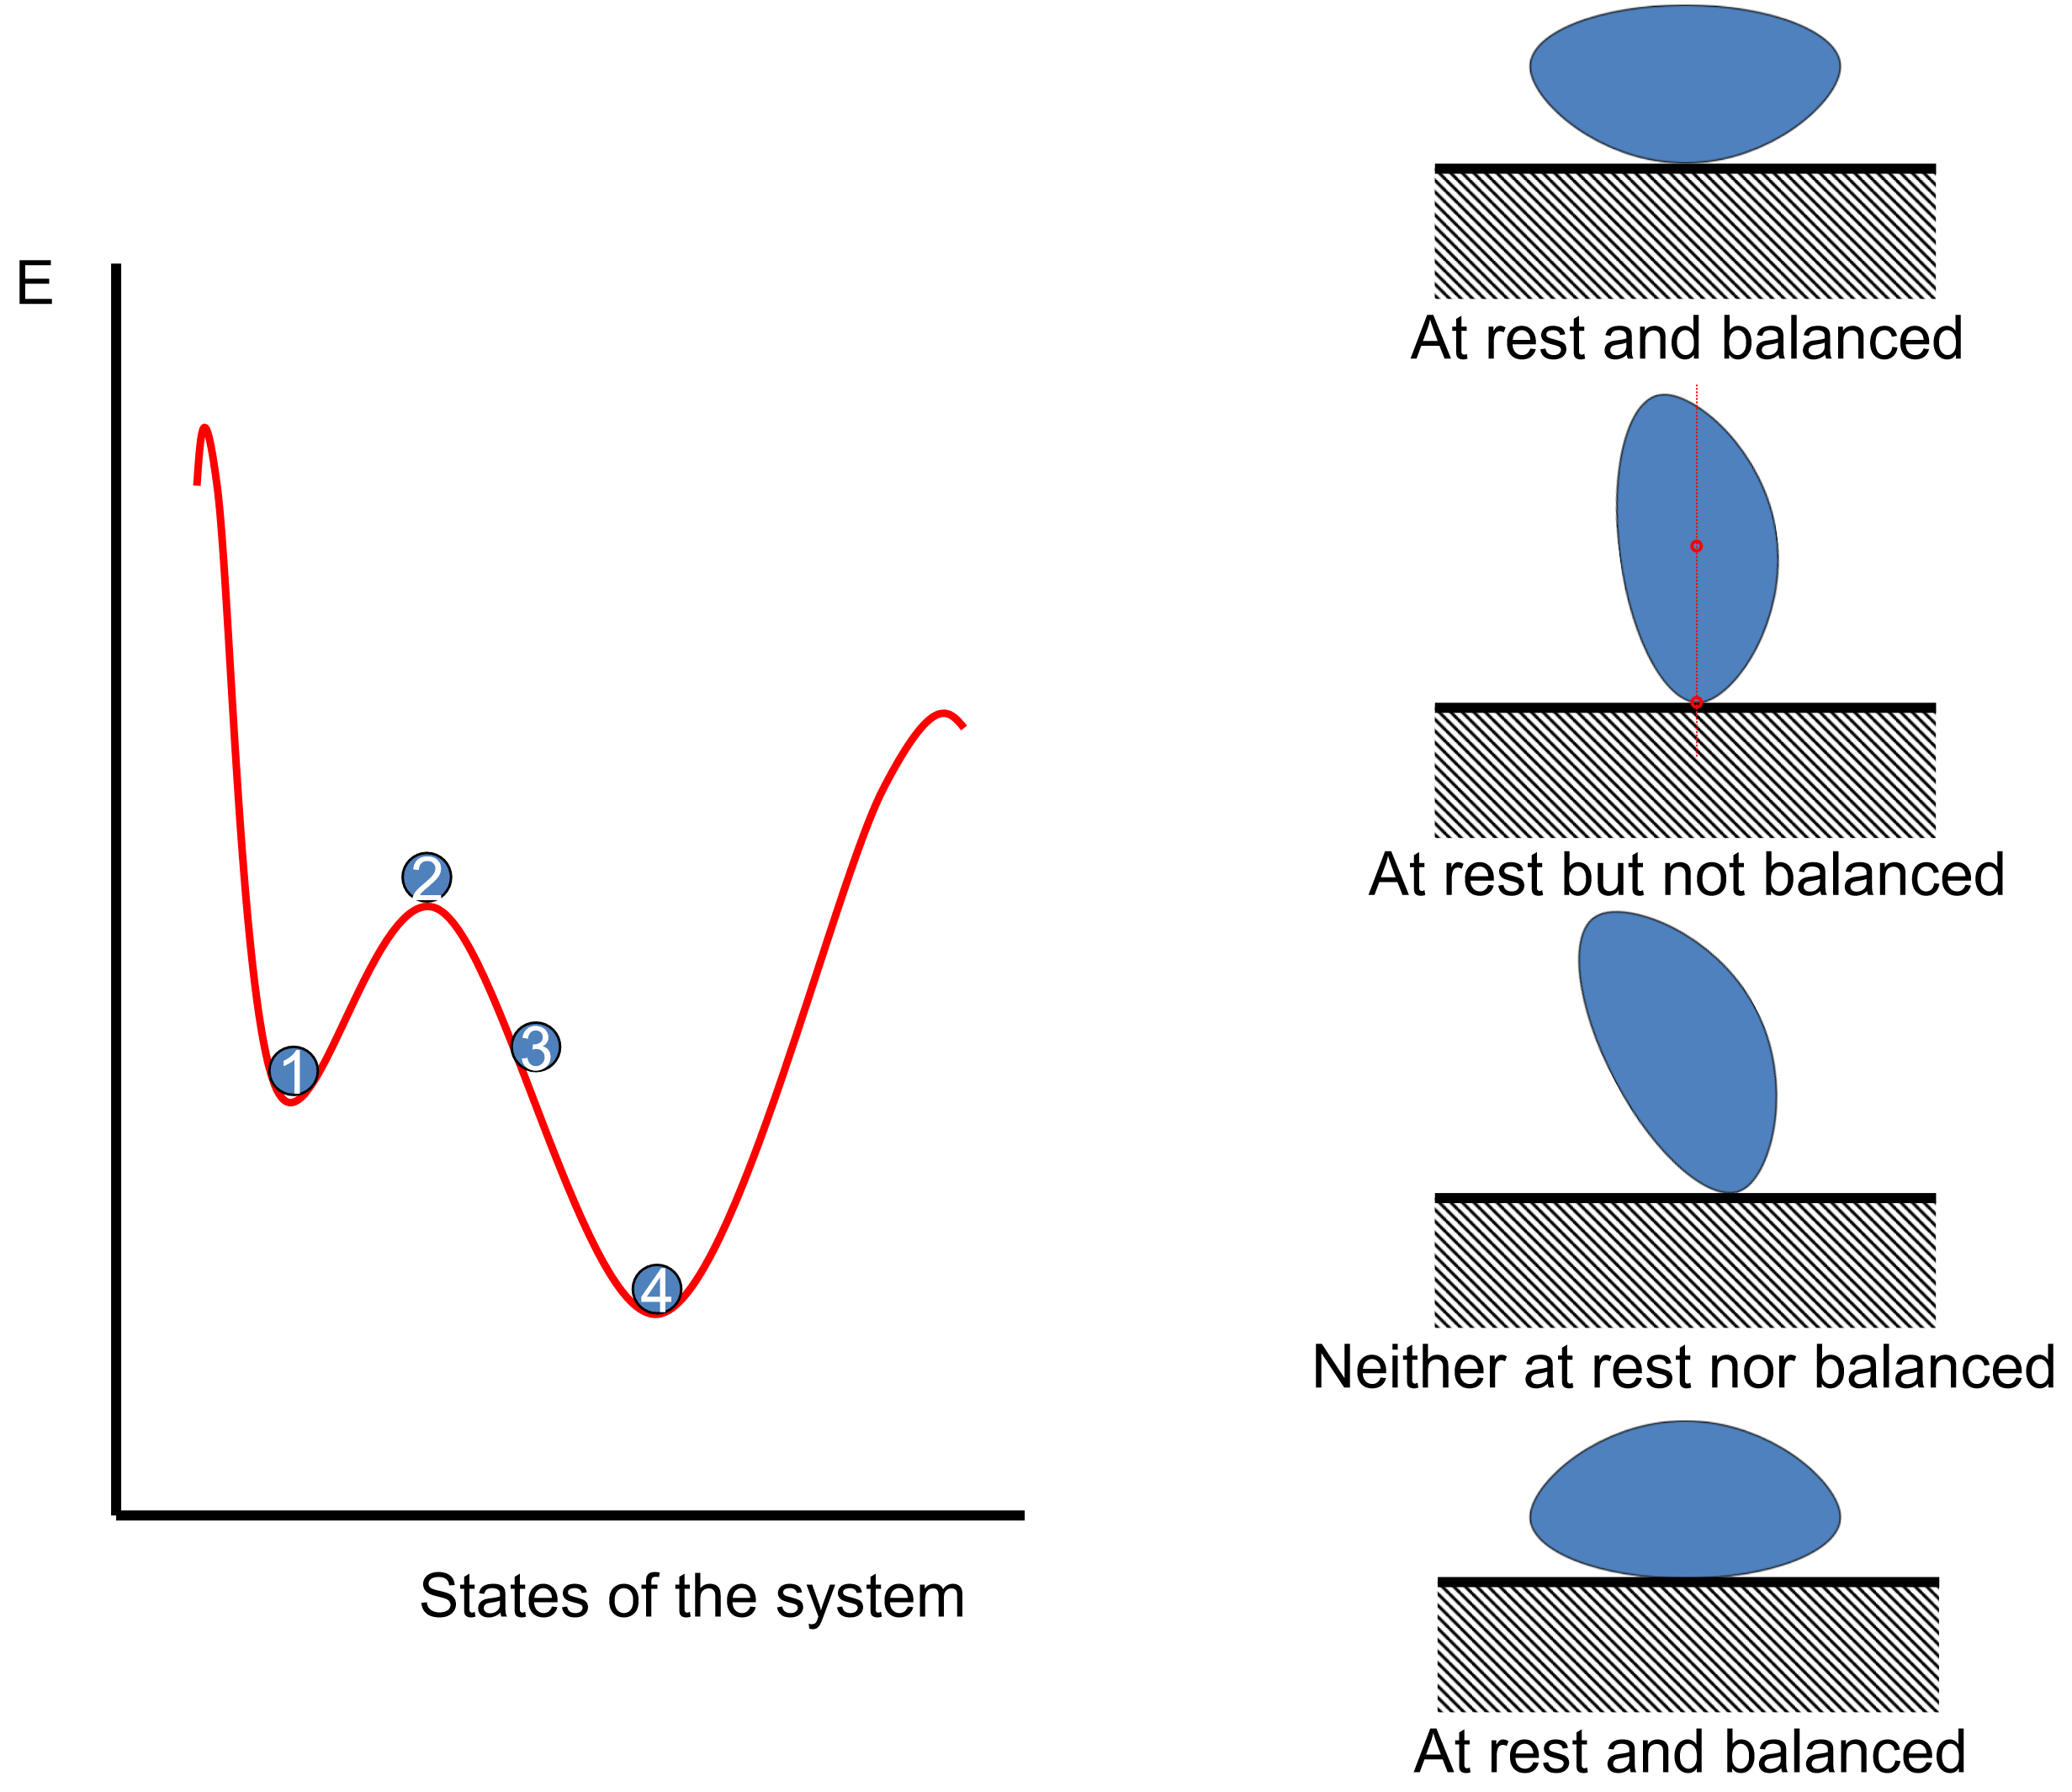 E
1
2
3
4
States of the system
At rest and balanced
At rest but not balanced
Neither at rest nor balanced
At rest and balanced